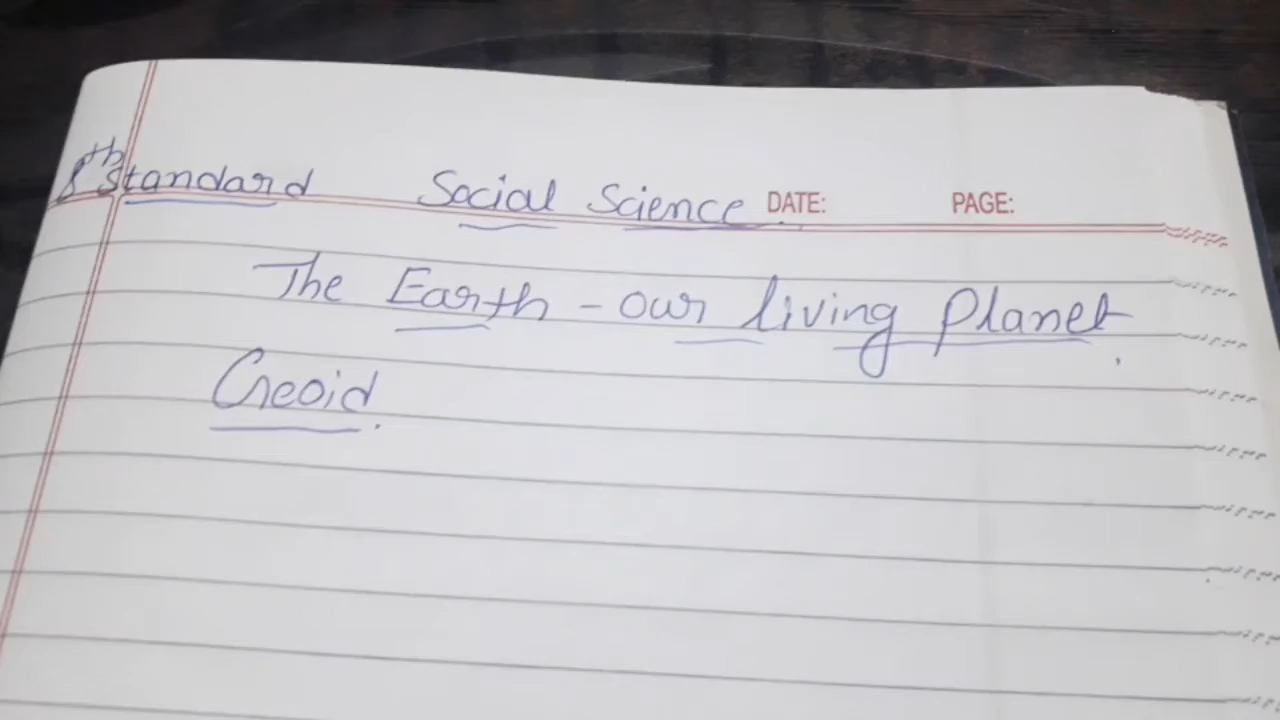 8th Standard Social Science. DATE: PAGE:
The Earth - our living Planet.
Geoid.